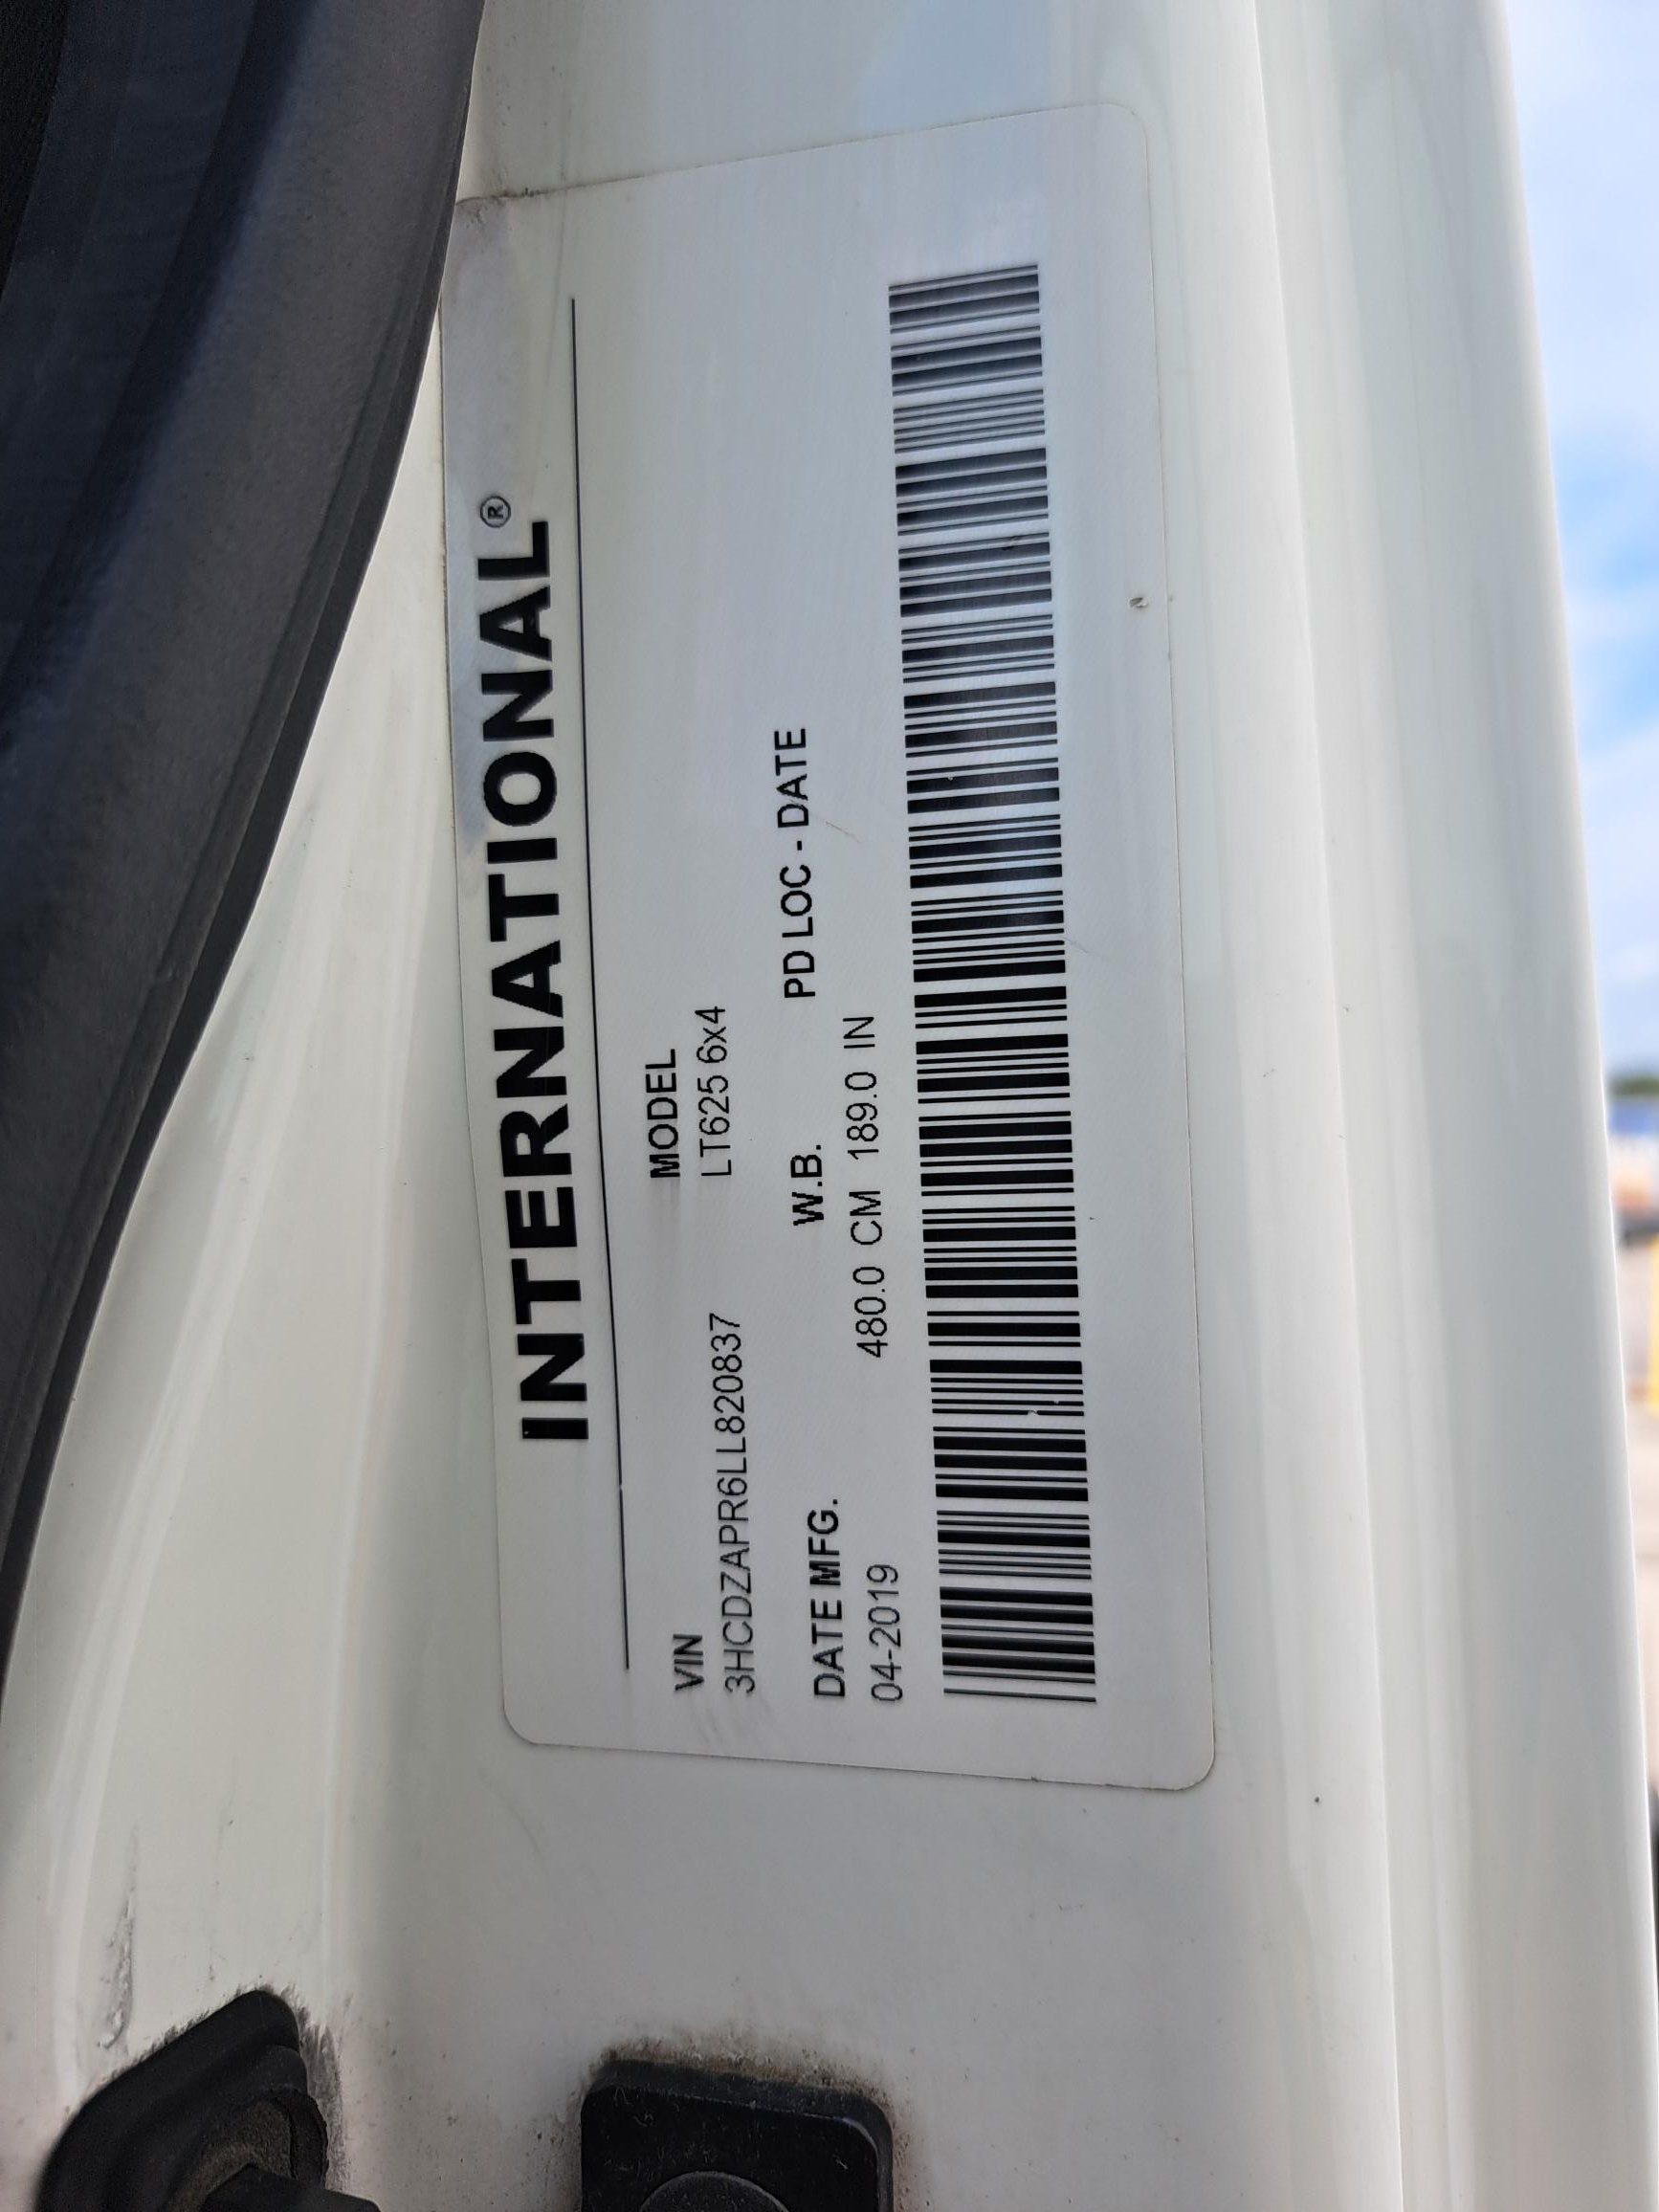 INTERNATIONAL®
VIN MODEL
3HCDZAPR6LL820837 LT625 6x4
DATE MFG. W.B. PD LOC - DATE
04-2019 480.0 CM 189.0 IN